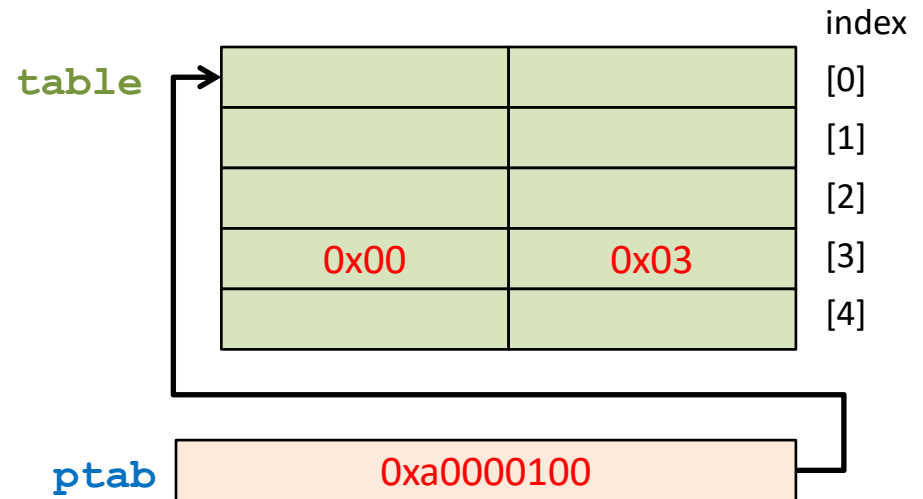 index
table [0]
[1]
[2]
0x00 0x03 [3]
[4]
ptab 0xa0000100